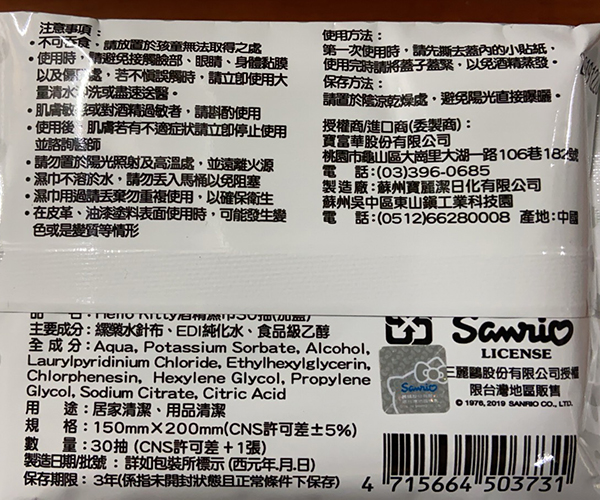 注意事項：
• 不可吞食，請放置於孩童無法取得之處
• 使用時，請避免接觸臉部、眼睛、身體黏膜
以及傷口處，若不慎誤觸時，請立即使用大
量清水沖洗或盡速送醫。
• 肌膚敏感或對酒精過敏者，請斟酌使用
• 使用後，肌膚若有不適症狀請立即停止使用
並諮詢醫師
• 請勿置於陽光照射及高溫處，並遠離火源
• 濕巾不溶於水，請勿丟入馬桶以免阻塞
• 濕巾用過請丟棄勿重複使用，以確保衛生
• 在皮革、油漆塗料表面使用時，可能發生變
色或是變質等情形
使用方法：
第一次使用時，請先撕去蓋內的小貼紙，
使用完時請將蓋子蓋緊，以免酒精蒸發。
保存方法：
請置於陰涼乾燥處，避免陽光直接曝曬。
授權商/進口商(委製商)：
寶富華股份有限公司
桃園市龜山區大崗里大湖一路106巷182號
電 話：(03)396-0685
製造廠：蘇州寶麗潔日化有限公司
蘇州吳中區東山鎮工業科技園
電 話：(0512)66280008 產地：中國
品 名：Hello Kitty酒精濕巾30抽(加蓋)
主要成分：嫘縈水針布、EDI純化水、食品級乙醇
全 成 分：Aqua, Potassium Sorbate, Alcohol,
Laurylpyridinium Chloride, Ethylhexylglycerin,
Chlorphenesin, Hexylene Glycol, Propylene
Glycol, Sodium Citrate, Citric Acid
用 途：居家清潔、用品清潔
規 格：150mm×200mm(CNS許可差±5%)
數 量：30抽 (CNS許可差+1張)
製造日期/批號：詳如包裝所標示 (西元年.月.日)
保存期限：3年(係指未開封狀態且正常條件下保存)
Sanrio
LICENSE
Sanrio
三麗鷗股份有限公司授權
限台灣地區販售
© 1976, 2019 SANRIO CO., LTD.
4 715664 503731